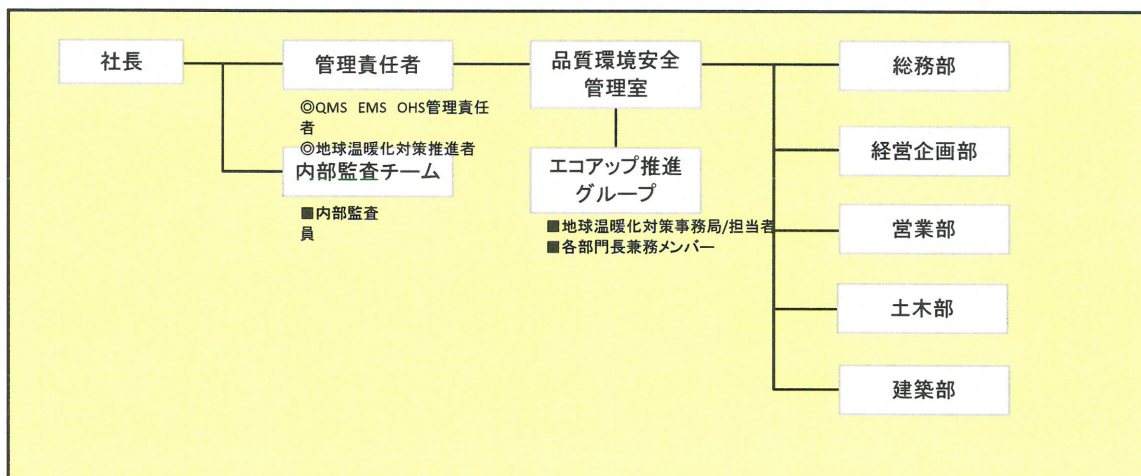 社長
管理責任者
◎QMS EMS OHS管理責任
者
◎地球温暖化対策推進者
内部監査チーム
■内部監査
員
品質環境安全
管理室
エコアップ推進
グループ
■地球温暖化対策事務局/担当者
■各部門長兼務メンバー
総務部
経営企画部
営業部
土木部
建築部